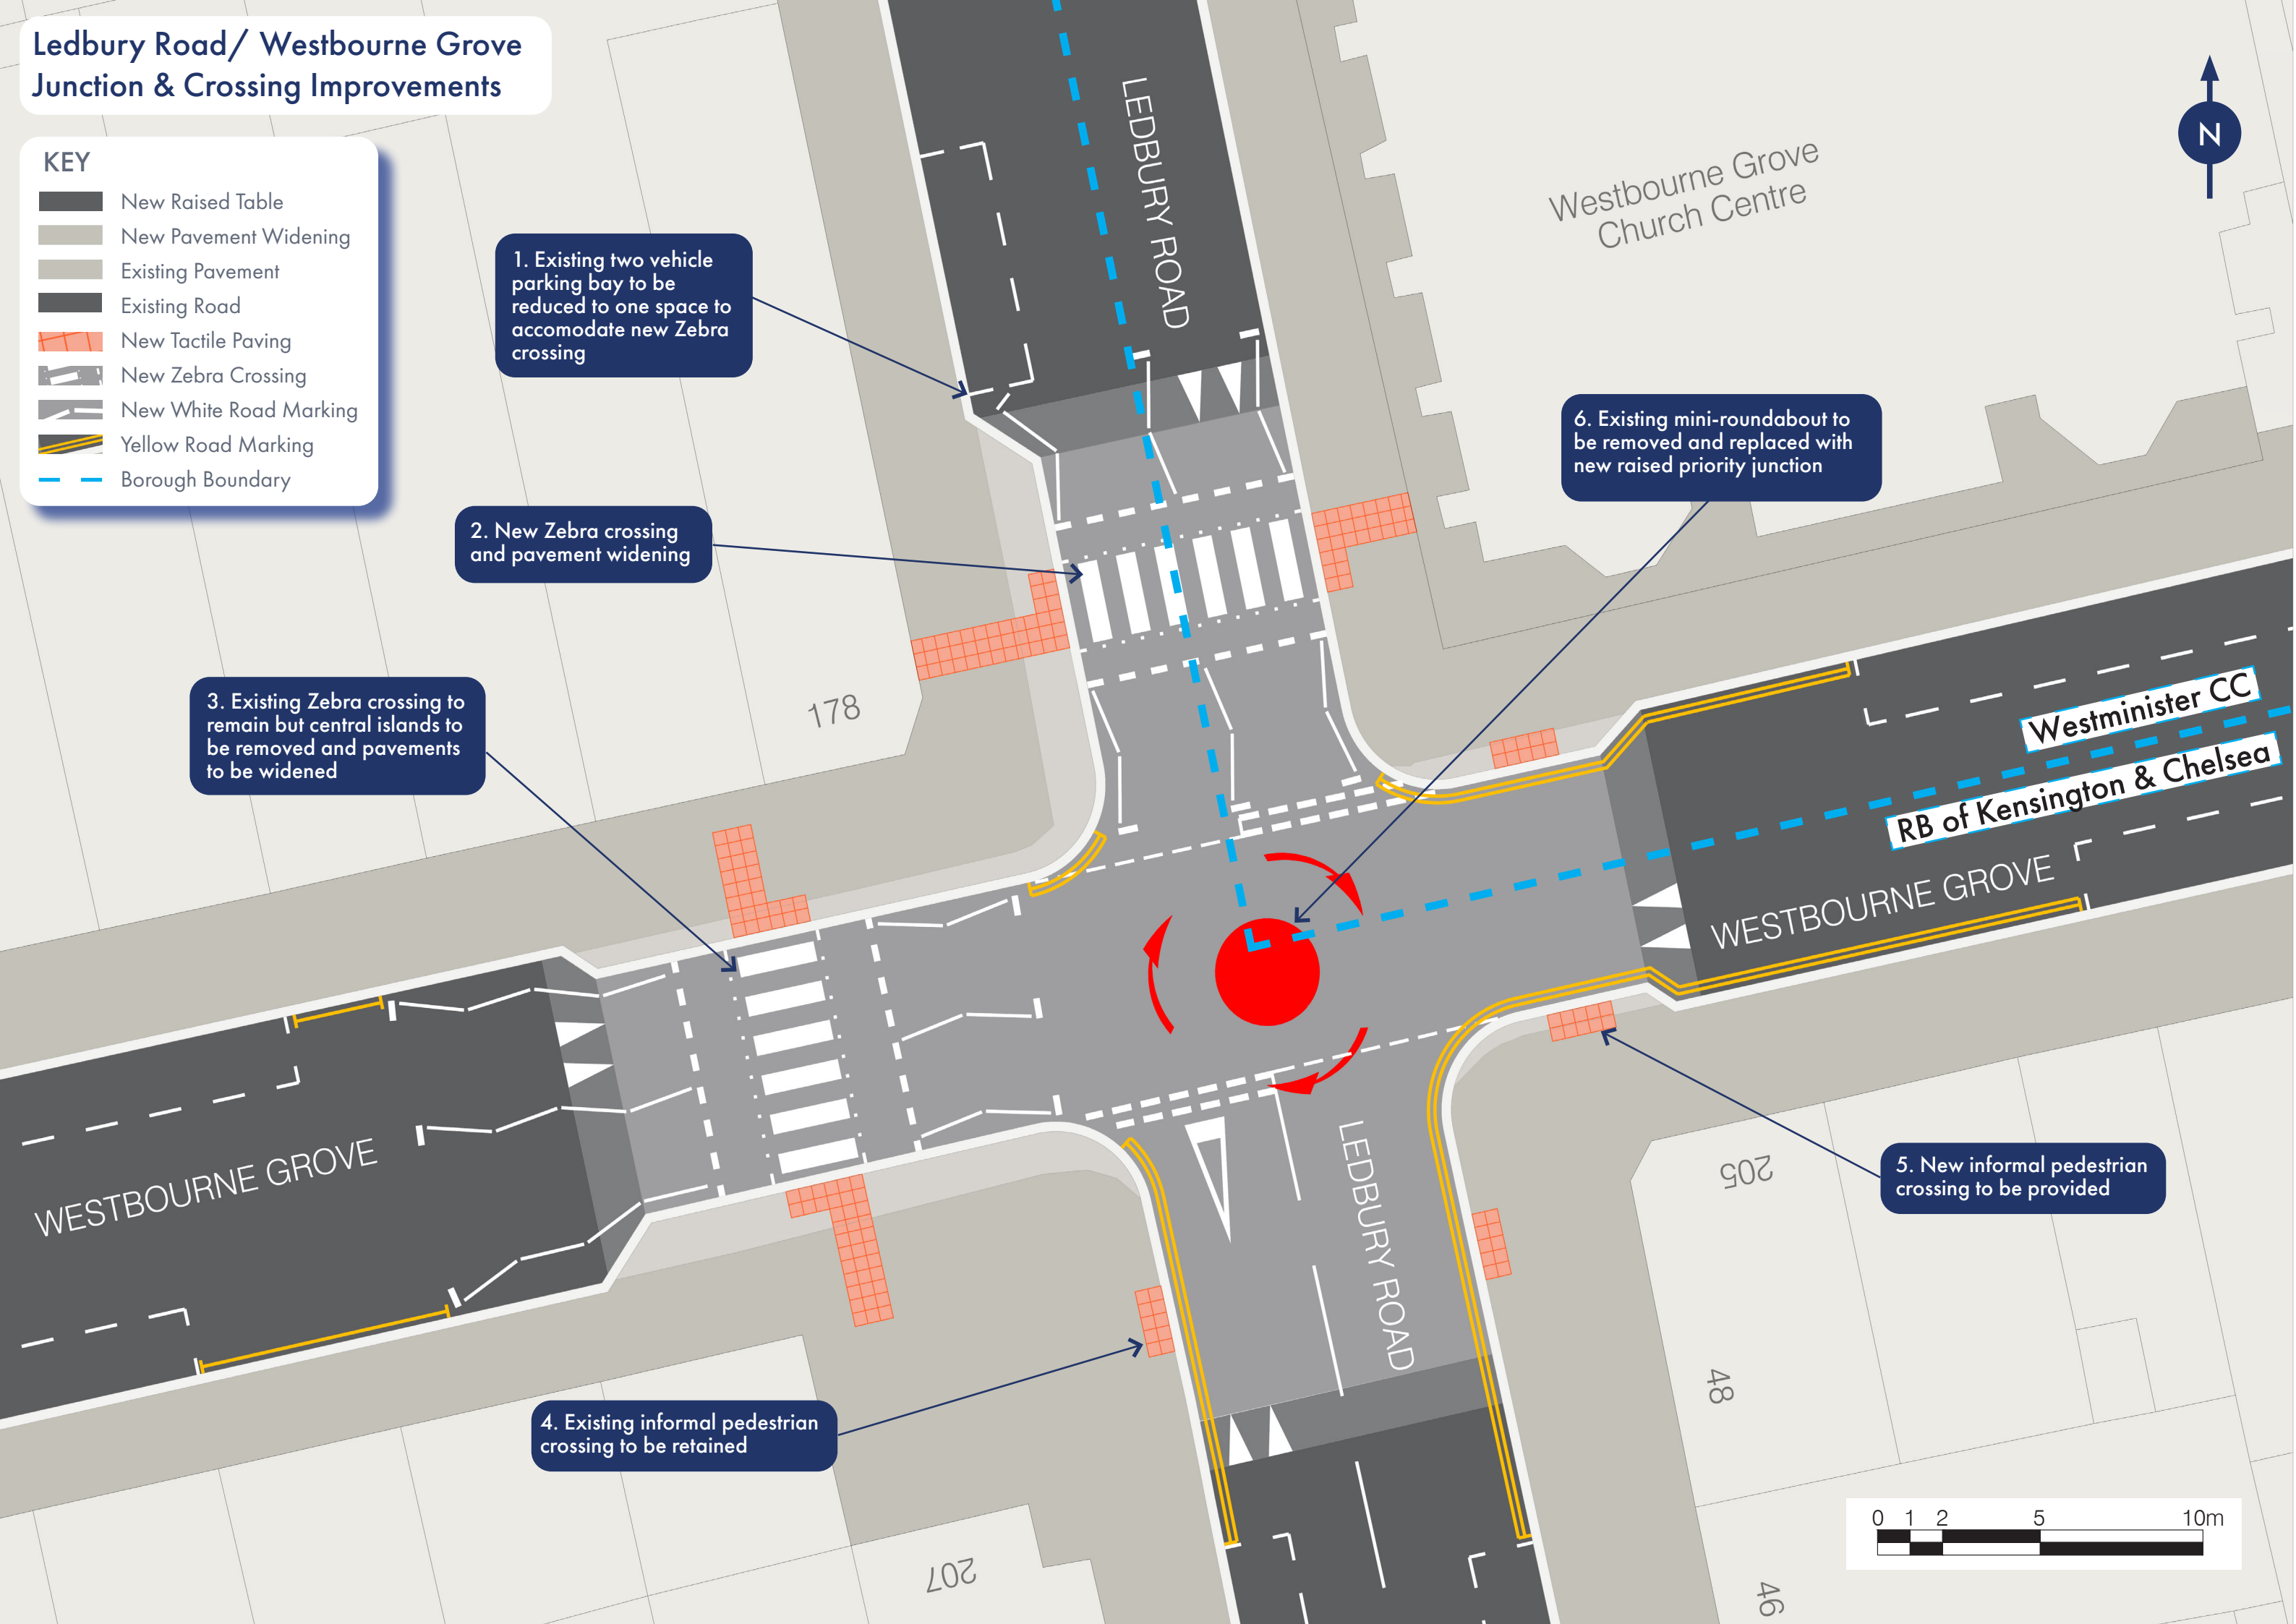 Ledbury Road/ Westbourne Grove
Junction & Crossing Improvements
KEY
New Raised Table
New Pavement Widening
Existing Pavement
Existing Road
New Tactile Paving
New Zebra Crossing
New White Road Marking
Yellow Road Marking
Borough Boundary
LEDBURY ROAD
Westbourne Grove
Church Centre
N
1. Existing two vehicle
parking bay to be
reduced to one space to
accomodate new Zebra
crossing
6. Existing mini-roundabout to
be removed and replaced with
new raised priority junction
2. New Zebra crossing
and pavement widening
3. Existing Zebra crossing to
remain but central islands to
be removed and pavements
to be widened
178
Westminister CC
RB of Kensington & Chelsea
WESTBOURNE GROVE
WESTBOURNE GROVE
LEDBURY ROAD
205
5. New informal pedestrian
crossing to be provided
48
4. Existing informal pedestrian
crossing to be retained
207
46
0 1 2 5 10m